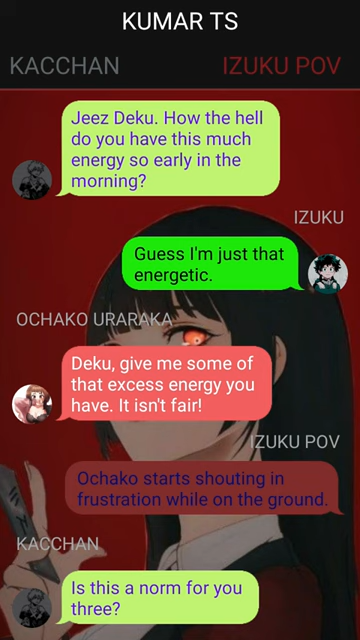 KUMAR TS
KACCHAN
IZUKU POV
Jeez Deku. How the hell
do you have this much
energy so early in the
morning?
IZUKU
Guess I'm just that
energetic.
OCHAKO URARAKA
Deku, give me some of
that excess energy you
have. It isn't fair!
IZUKU POV
Ochako starts shouting in
frustration while on the ground.
KACCHAN
Is this a norm for you
three?